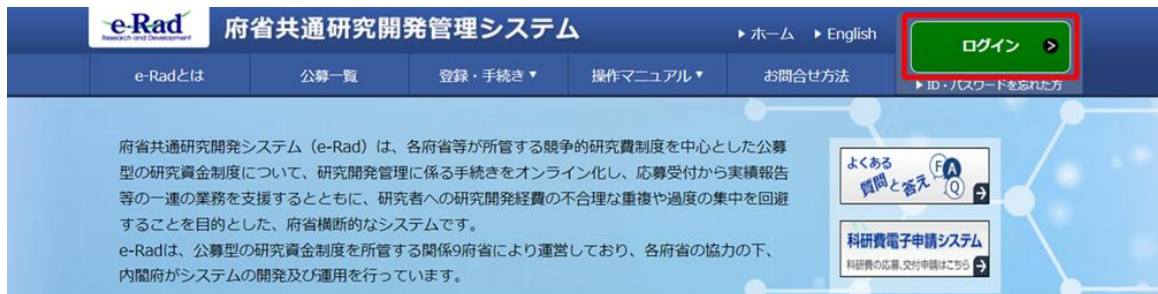 e-Rad
Research and Development
府省共通研究開発管理システム
ホーム
English
ログイン
ID・パスワードを忘れた方
e-Radとは
公募一覧
登録・手続き▼
操作マニュアル▼
お問合せ方法
府省共通研究開発システム（e-Rad）は、各府省等が所管する競争的研究費制度を中心とした公募
型の研究資金制度について、研究開発管理に係る手続きをオンライン化し、応募受付から実績報告
等の一連の業務を支援するとともに、研究者への研究開発経費の不合理な重複や過度の集中を回避
することを目的とした、府省横断的なシステムです。
e-Radは、公募型の研究資金制度を所管する関係9府省により運営しており、各府省の協力の下、
内閣府がシステムの開発及び運用を行っています。
よくある
質問と答え
FAQ
科研費電子申請システム
科研費の応募、交付申請はこちら